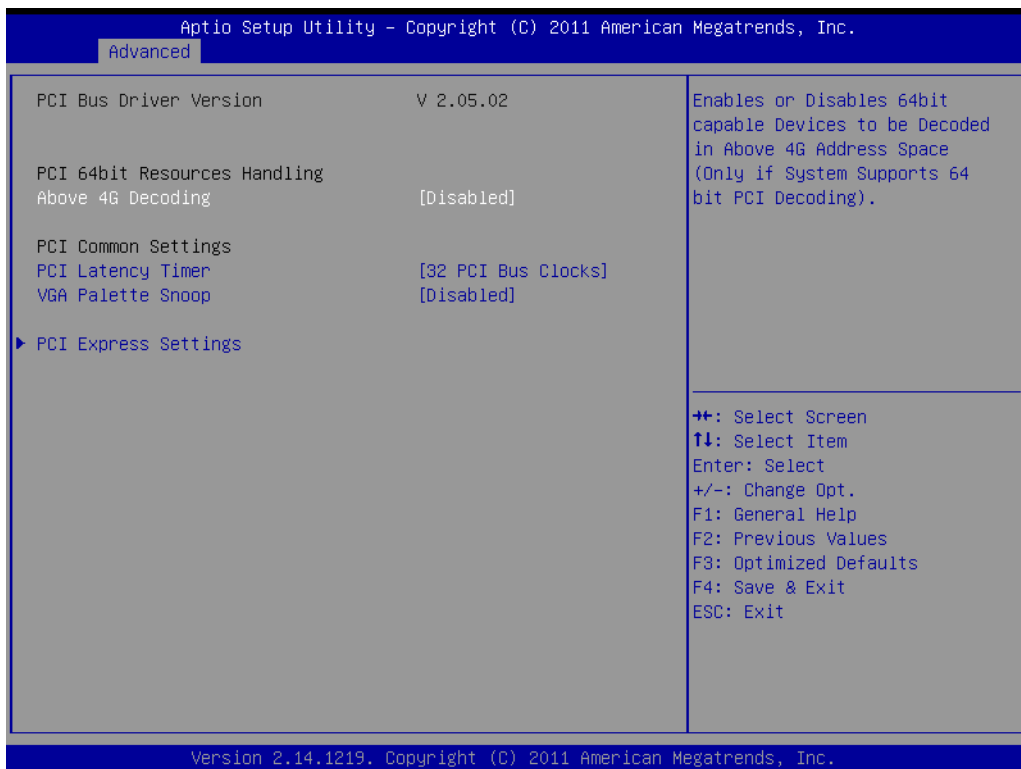 Aptio Setup Utility – Copyright (C) 2011 American Megatrends, Inc.
Advanced
PCI Bus Driver Version V 2.05.02
PCI 64bit Resources Handling
Above 4G Decoding [Disabled]
PCI Common Settings
PCI Latency Timer [32 PCI Bus Clocks]
VGA Palette Snoop [Disabled]
PCI Express Settings
Enables or Disables 64bit
capable Devices to be Decoded
in Above 4G Address Space
(Only if System Supports 64
bit PCI Decoding).
→←: Select Screen
↑↓: Select Item
Enter: Select
+/-: Change Opt.
F1: General Help
F2: Previous Values
F3: Optimized Defaults
F4: Save & Exit
ESC: Exit
Version 2.14.1219. Copyright (C) 2011 American Megatrends, Inc.